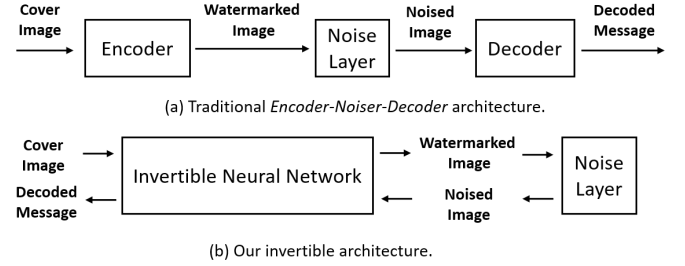 Cover
Image
Encoder
Watermarked
Image
Noise
Layer
Noised
Image
Decoder
Decoded
Message
(a) Traditional Encoder-Noiser-Decoder architecture.
Cover
Image
Decoded
Message
Invertible Neural Network
Watermarked
Image
Noised
Image
Noise
Layer
(b) Our invertible architecture.